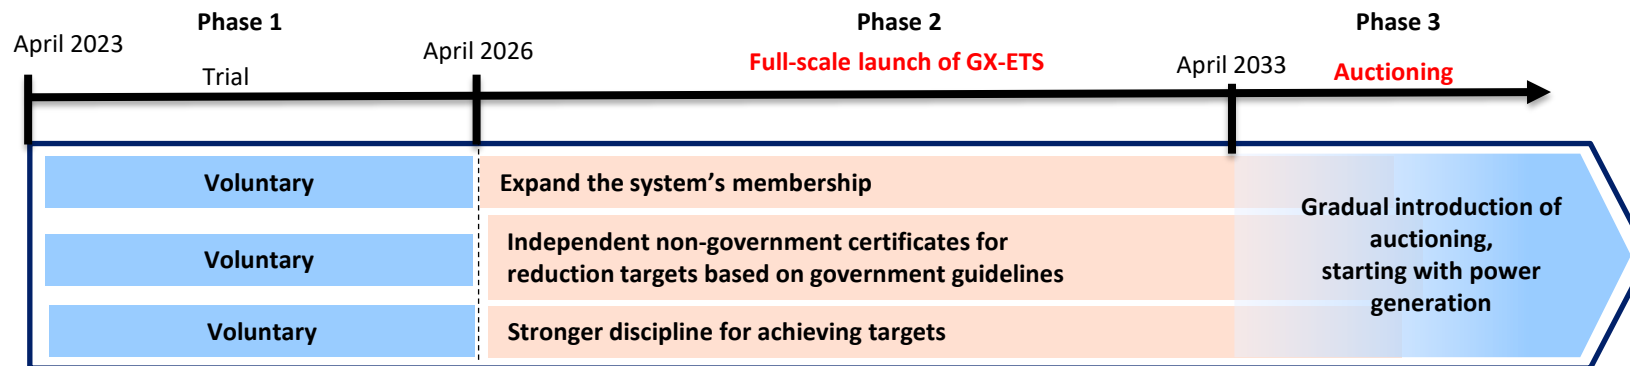 Phase 1
Phase 2
Phase 3
April 2023
April 2026
April 2033
Trial
Full-scale launch of GX-ETS
Auctioning
Voluntary
Expand the system’s membership
Voluntary
Independent non-government certificates for
reduction targets based on government guidelines
Voluntary
Stronger discipline for achieving targets
Gradual introduction of
auctioning,
starting with power
generation